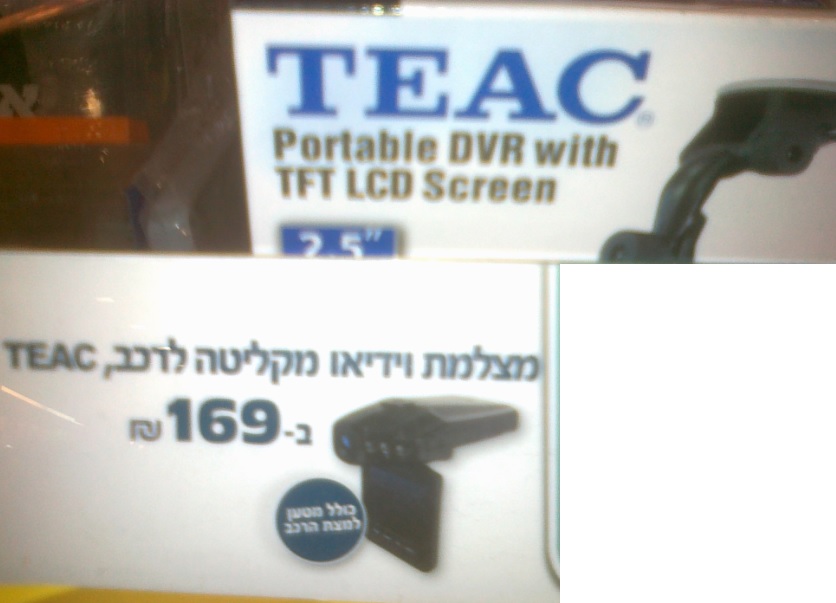 TEAC®
Portable DVR with
TFT LCD Screen
2.5"
מצלמת וידיאו מקליטה לרכב, TEAC
ב-169 ₪
כולל מטען
למצת הרכב